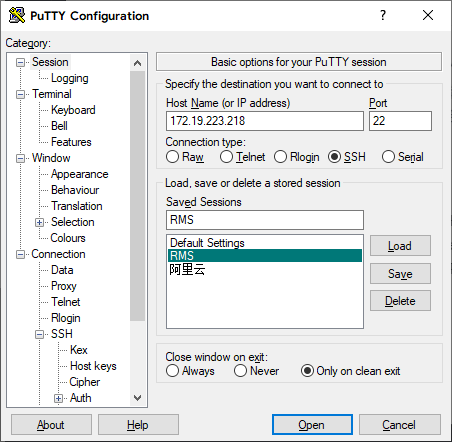 PuTTY Configuration
?
×
Category:
Session
Logging
Terminal
Keyboard
Bell
Features
Window
Appearance
Behaviour
Translation
Selection
Colours
Connection
Data
Proxy
Telnet
Rlogin
SSH
Kex
Host keys
Cipher
Auth
Basic options for your PuTTY session
Specify the destination you want to connect to
Host Name (or IP address) Port
172.19.223.218 22
Connection type:
Raw Telnet Rlogin SSH Serial
Load, save or delete a stored session
Saved Sessions
RMS
Default Settings
RMS
阿里云
Load
Save
Delete
Close window on exit:
Always Never Only on clean exit
About Help Open Cancel